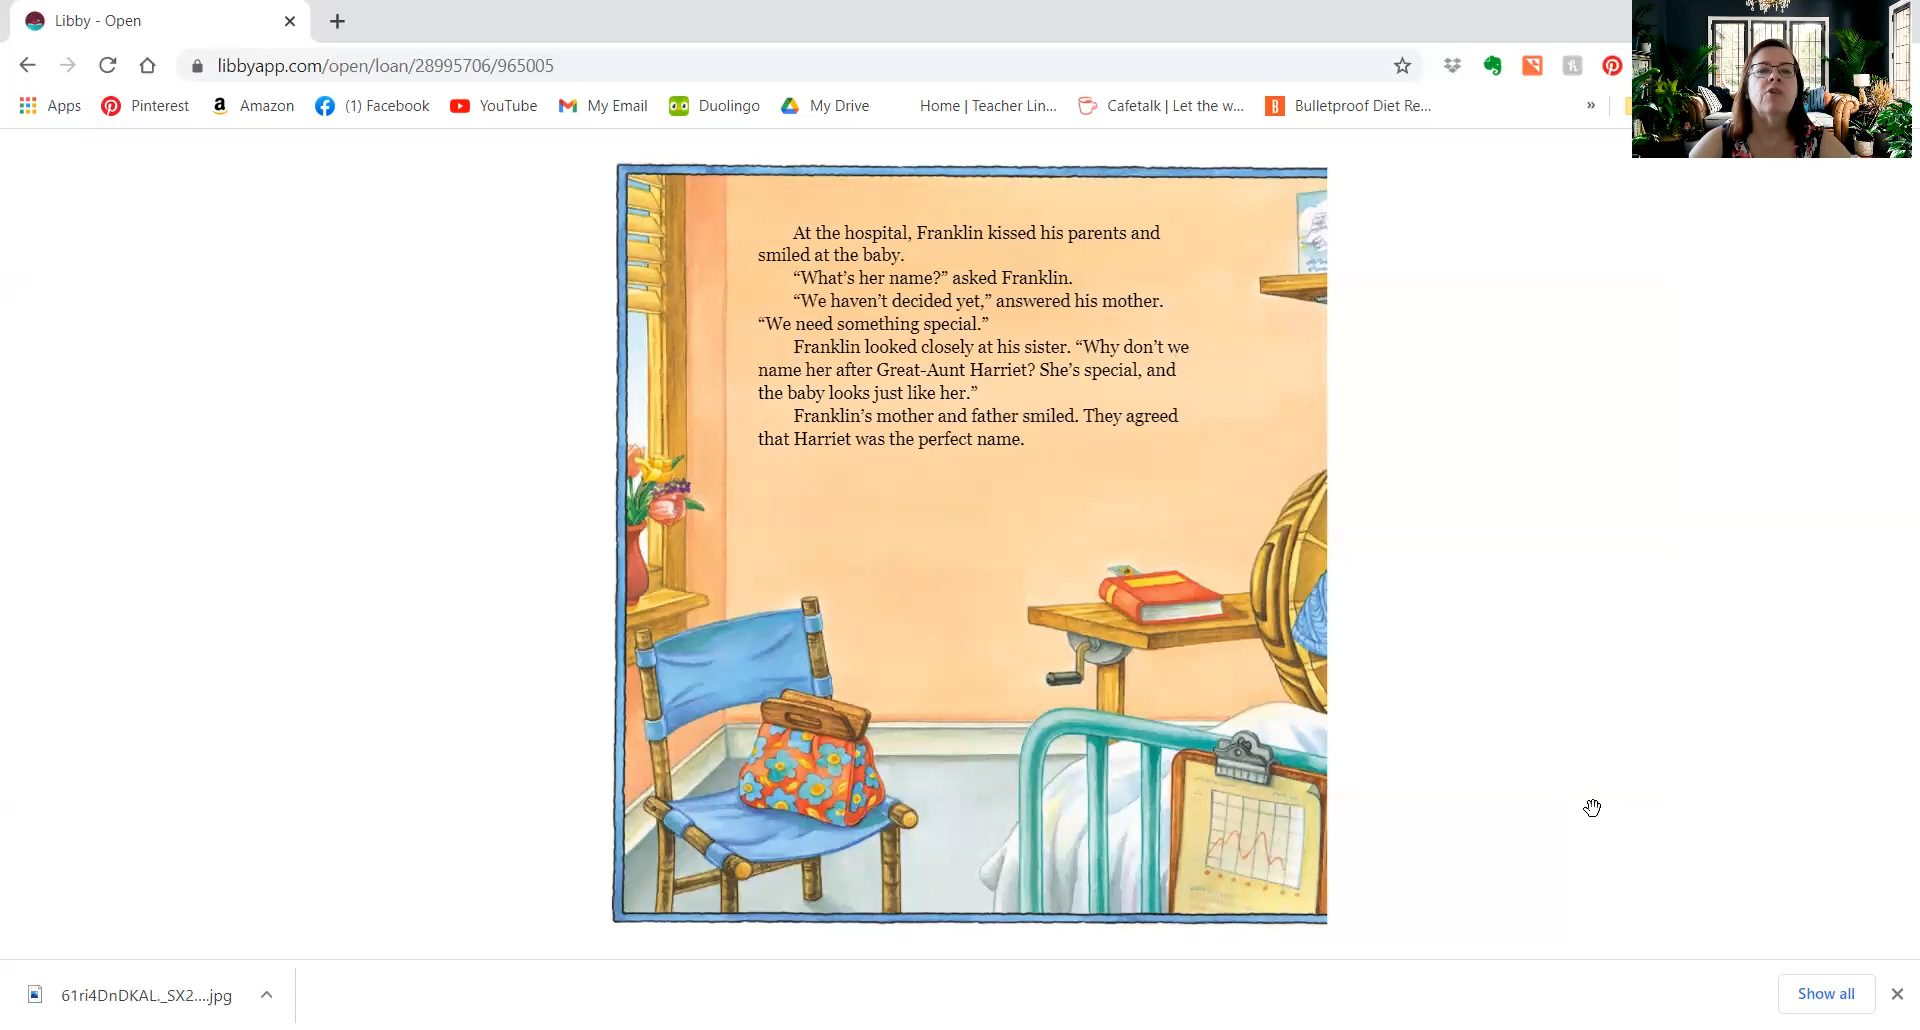 Libby - Open
libbyapp.com/open/loan/28995706/965005
Apps Pinterest Amazon (1) Facebook YouTube My Email Duolingo My Drive Home | Teacher Lin... Cafetalk | Let the w... Bulletproof Diet Re... »
At the hospital, Franklin kissed his parents and
smiled at the baby.
“What’s her name?” asked Franklin.
“We haven’t decided yet,” answered his mother.
“We need something special.”
Franklin looked closely at his sister. “Why don’t we
name her after Great-Aunt Harriet? She’s special, and
the baby looks just like her.”
Franklin’s mother and father smiled. They agreed
that Harriet was the perfect name.
61ri4DnDKAL._SX2....jpg
Show all